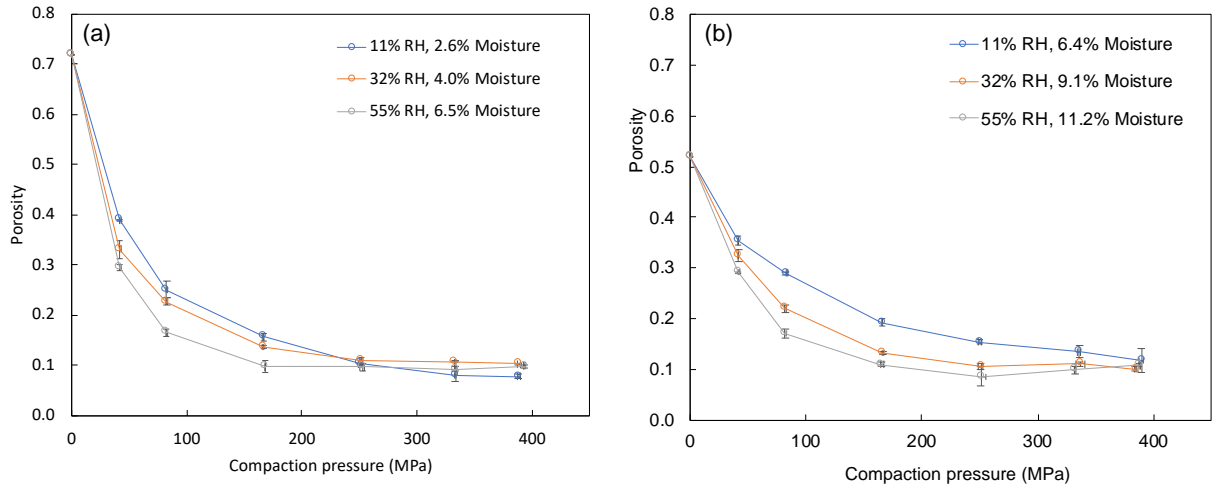 (a)
11% RH, 2.6% Moisture
32% RH, 4.0% Moisture
55% RH, 6.5% Moisture
0.8
0.7
0.6
0.5
0.4
0.3
0.2
0.1
0.0
Porosity
0
100
200
300
400
Compaction pressure (MPa)
(b)
11% RH, 6.4% Moisture
32% RH, 9.1% Moisture
55% RH, 11.2% Moisture
0.8
0.7
0.6
0.5
0.4
0.3
0.2
0.1
0.0
Porosity
0
100
200
300
400
Compaction pressure (MPa)